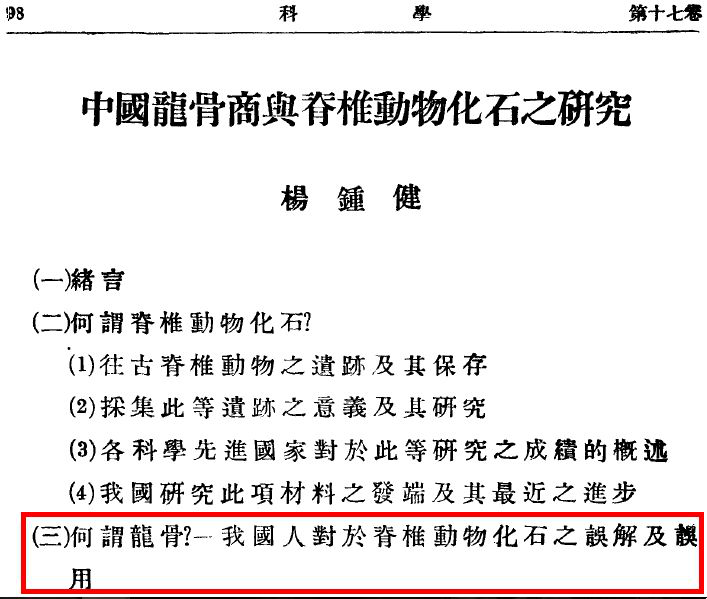 98 科學 第十七卷
中國龍骨商與脊椎動物化石之研究
楊鍾健
(一)緒言
(二)何謂脊椎動物化石?
(1)往古脊椎動物之遺跡及其保存
(2)採集此等遺跡之意義及其研究
(3)各科學先進國家對於此等研究之成績的概述
(4)我國研究此項材料之發端及其最近之進步
(三)何謂龍骨?—我國人對於脊椎動物化石之誤解及誤
用